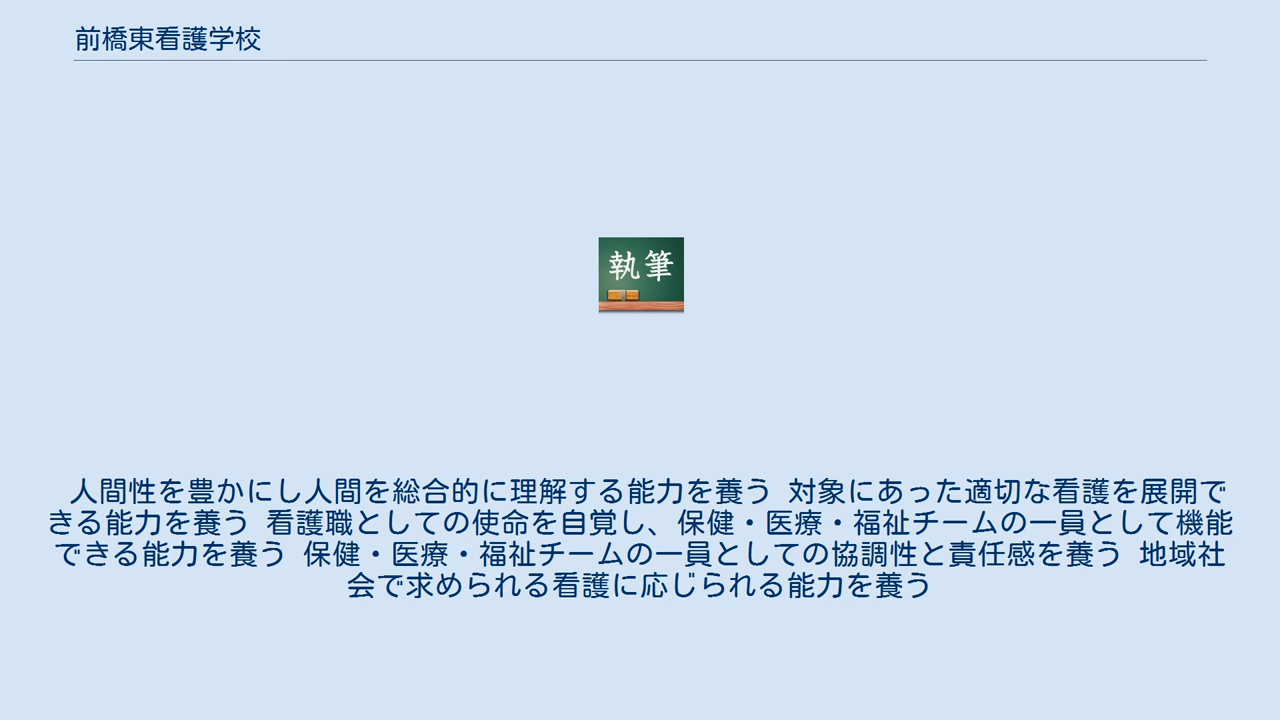 前橋東看護学校
執筆
人間性を豊かにし人間を総合的に理解する能力を養う 対象にあった適切な看護を展開で
きる能力を養う 看護職としての使命を自覚し、保健・医療・福祉チームの一員として機能
できる能力を養う 保健・医療・福祉チームの一員としての協調性と責任感を養う 地域社
会で求められる看護に応じられる能力を養う